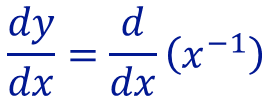 dy/dx = d/dx (x⁻¹)